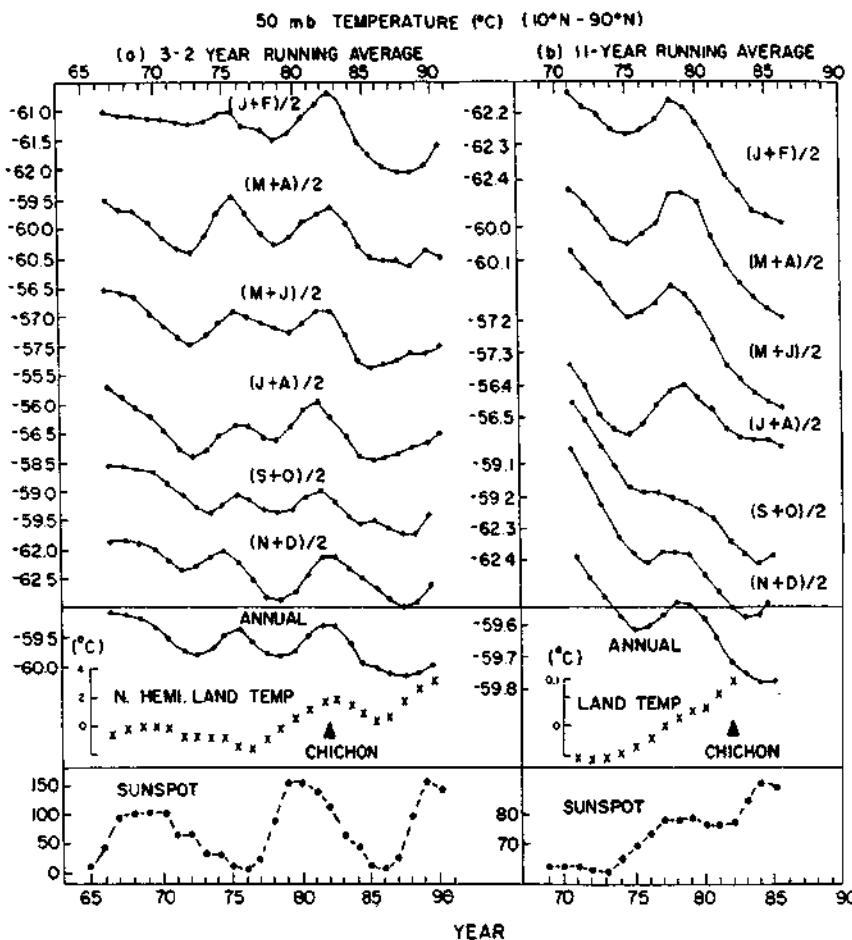 50 mb TEMPERATURE (°C) (10°N - 90°N)
(a) 3-2 YEAR RUNNING AVERAGE
65 70 75 80 85 90
(J+F)/2
-61.0
-61.5
-62.0
(M+A)/2
-59.5
-60.0
-60.5
(M+J)/2
-56.5
-57.0
-57.5
(J+A)/2
-55.5
-56.0
-56.5
(S+O)/2
-58.5
-59.0
-59.5
(N+D)/2
-62.0
-62.5
ANNUAL
-59.5
-60.0
(°C)
4
2
0
N. HEMI. LAND TEMP
CHICHON
SUNSPOT
150
100
50
0
65 70 75 80 85 90
(b) 11-YEAR RUNNING AVERAGE
70 75 80 85 90
-62.2
-62.3
-62.4
(J+F)/2
-60.0
-60.1
(M+A)/2
-57.2
-57.3
(M+J)/2
-56.4
-56.5
(J+A)/2
-59.1
-59.2
(S+O)/2
-62.3
-62.4
(N+D)/2
-59.6
-59.7
-59.8
ANNUAL
(°C)
0.1
0
LAND TEMP
CHICHON
SUNSPOT
80
70
70 75 80 85 90
YEAR